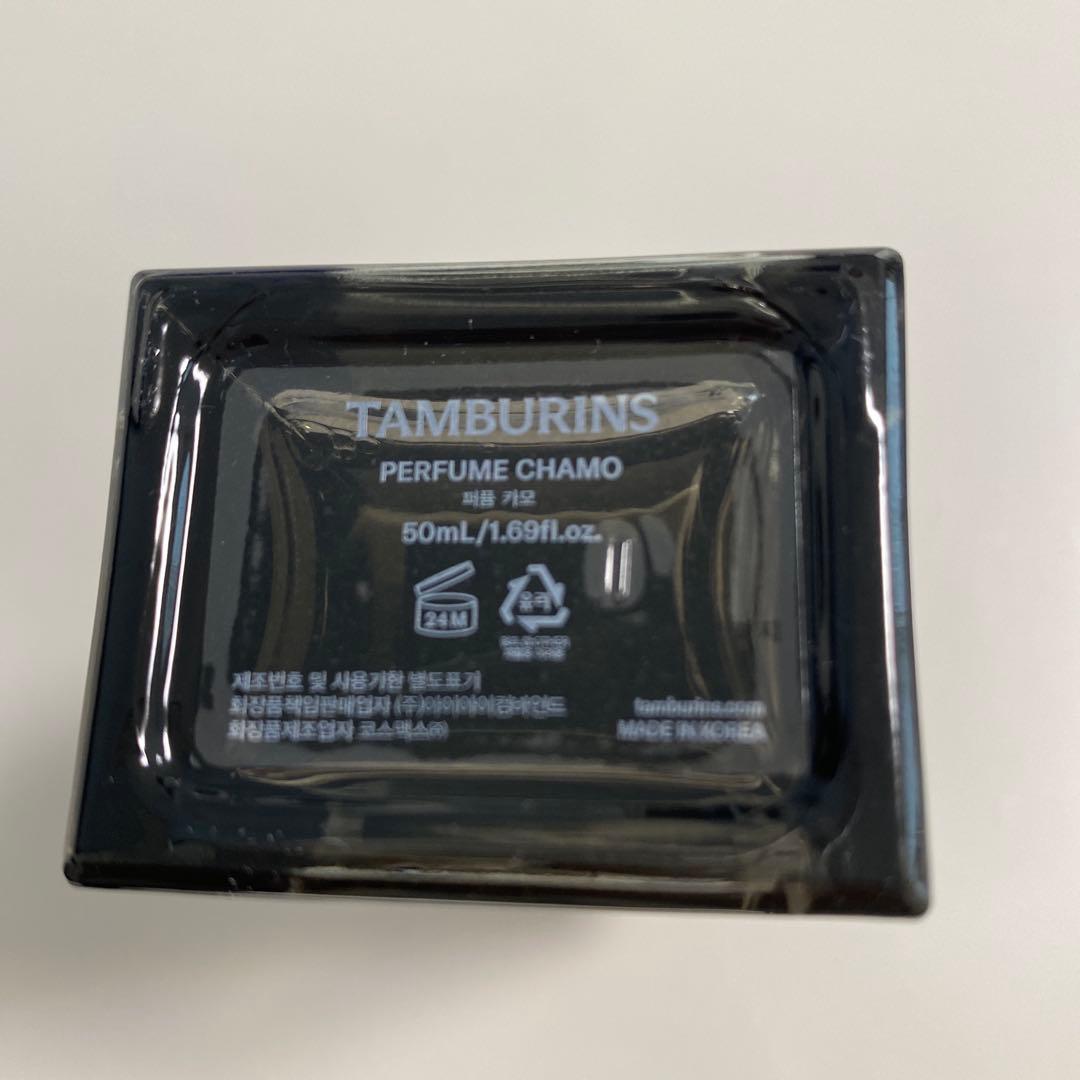 TAMBURINS
PERFUME CHAMO
퍼퓸 카모
50mL/1.69fl.oz.
24M
제조번호 및 사용기한 별도표기
화장품책임판매업자 (주)아이아이컴바인드
화장품제조업자 코스맥스㈜
tamburins.com
MADE IN KOREA